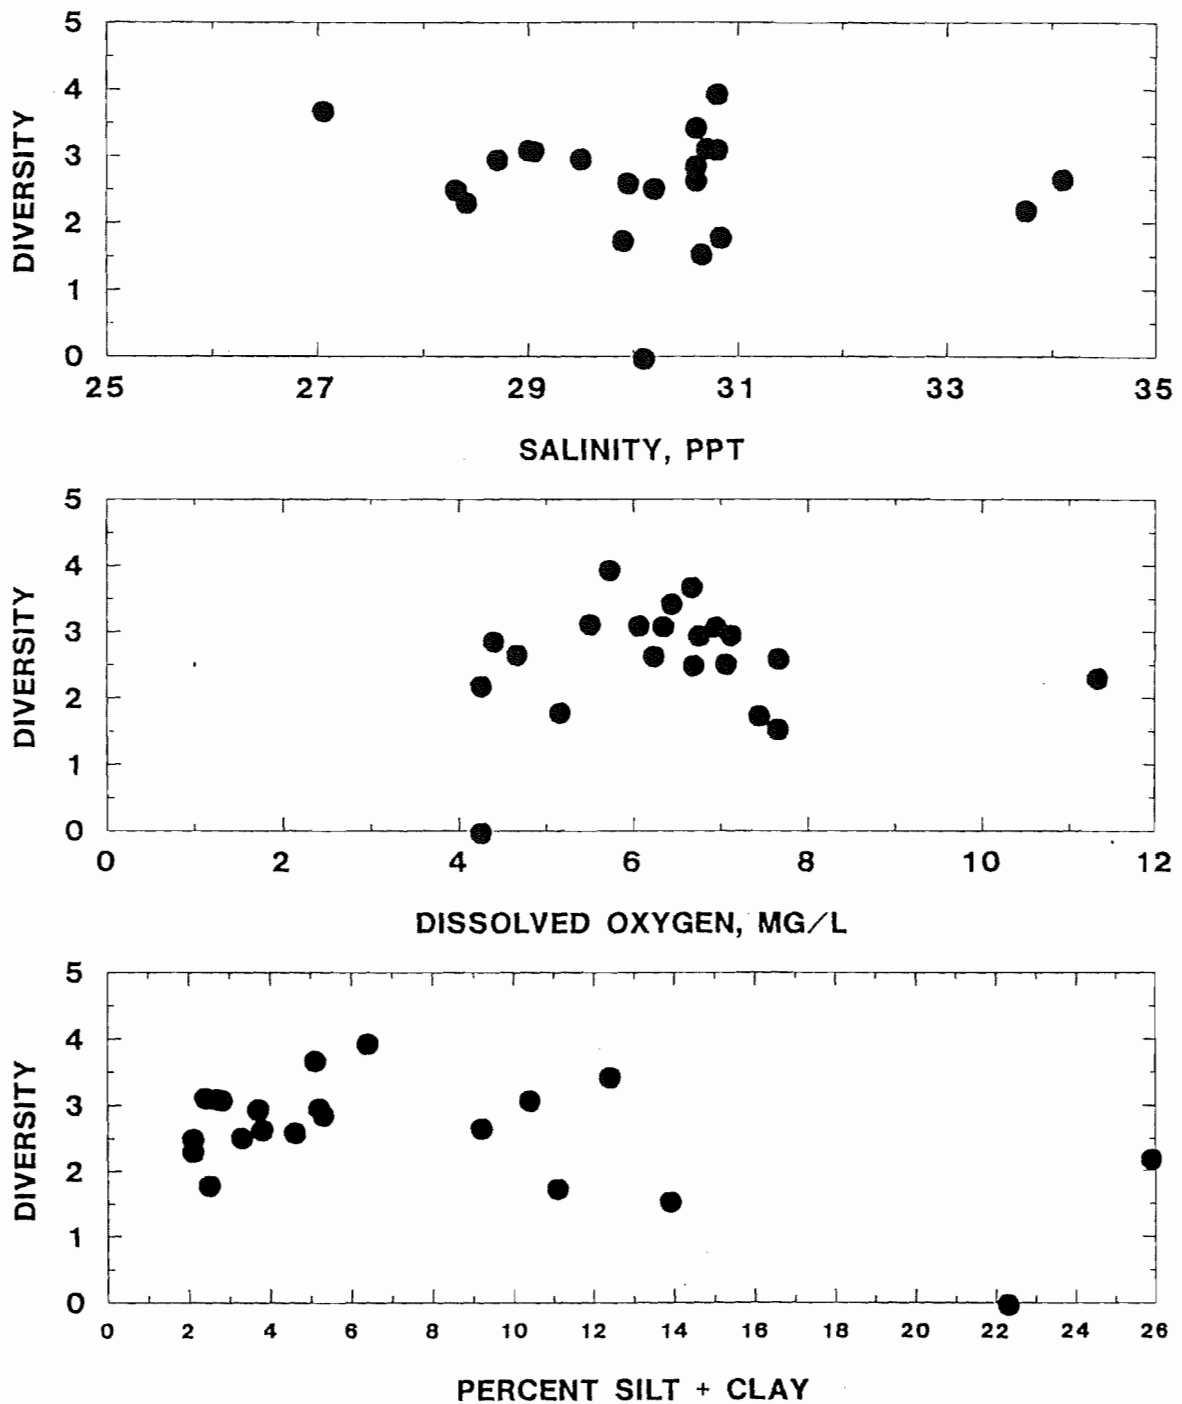 5
4
3
2
1
0
DIVERSITY
25 27 29 31 33 35
SALINITY, PPT
5
4
3
2
1
0
DIVERSITY
0 2 4 6 8 10 12
DISSOLVED OXYGEN, MG/L
5
4
3
2
1
0
DIVERSITY
0 2 4 6 8 10 12 14 16 18 20 22 24 26
PERCENT SILT + CLAY